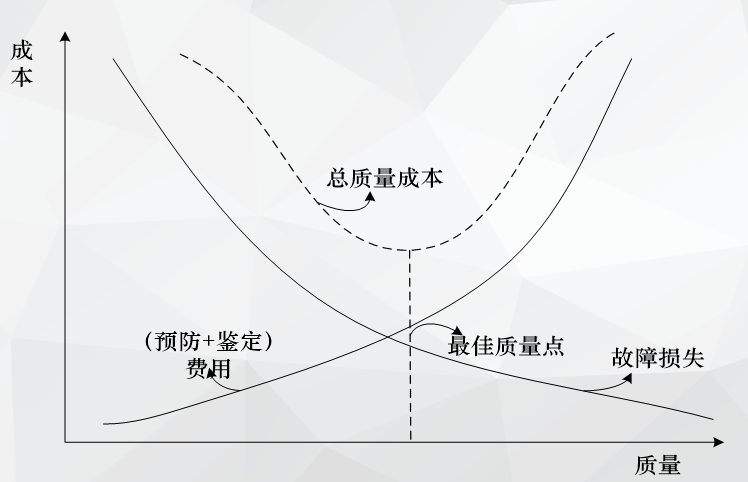 成
本
总质量成本
(预防+鉴定)
费用
最佳质量点
故障损失
质量